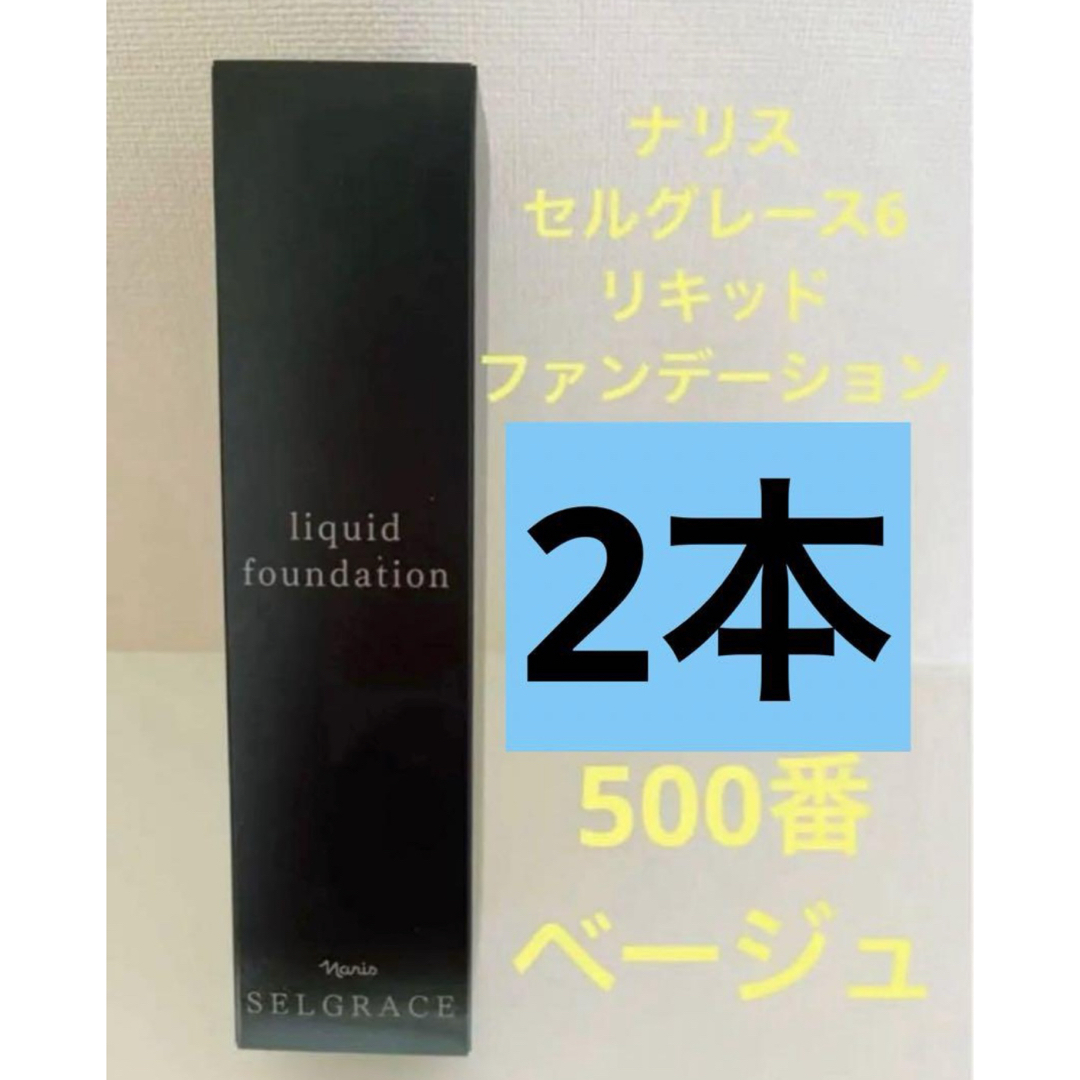 ナリス
セルグレース6
リキッド
ファンデーション
2本
500番
ベージュ
liquid
foundation
Naris
SELGRACE